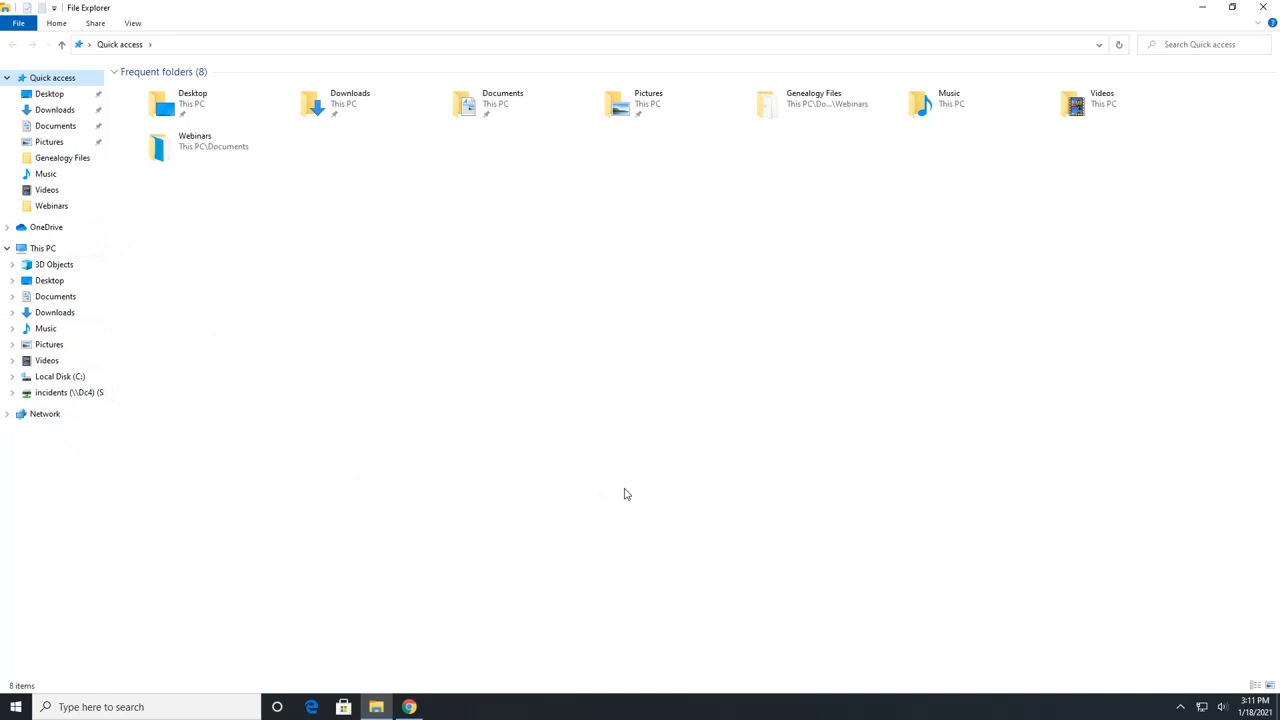 File Explorer
File Home Share View
Quick access
Search Quick access
Quick access
Desktop
Downloads
Documents
Pictures
Genealogy Files
Music
Videos
Webinars
OneDrive
This PC
3D Objects
Desktop
Documents
Downloads
Music
Pictures
Videos
Local Disk (C:)
incidents (\\Dc4) (S
Network
Frequent folders (8)
Desktop
This PC
Downloads
This PC
Documents
This PC
Pictures
This PC
Genealogy Files
This PC\Do...\Webinars
Music
This PC
Videos
This PC
Webinars
This PC\Documents
8 items
Type here to search
3:11 PM
1/18/2021